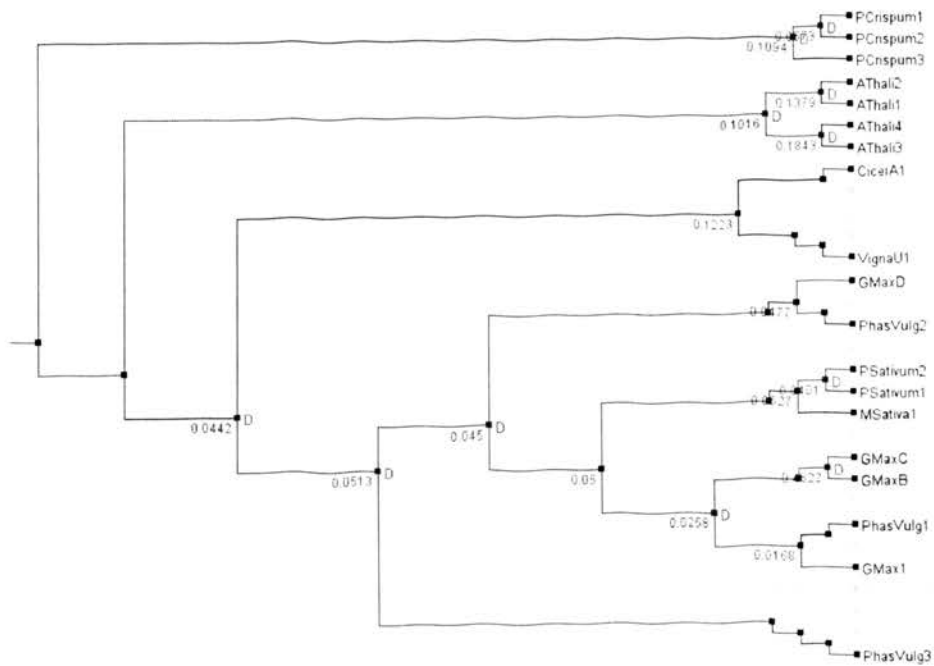 PCrispum1
D
PCrispum2
D
0.1094
PCrispum3
AThali2
D
0.1379
AThali1
D
0.1016
AThali4
D
0.1843
AThali3
CicerA1
0.1223
VignaU1
GMaxD
PhasVulg2
PSativum2
D
PSativum1
MSativa1
D
0.0442
D
0.045
GMaxC
D
GMaxB
D
0.0513
0.05
D
0.0258
PhasVulg1
0.0168
GMax1
PhasVulg3